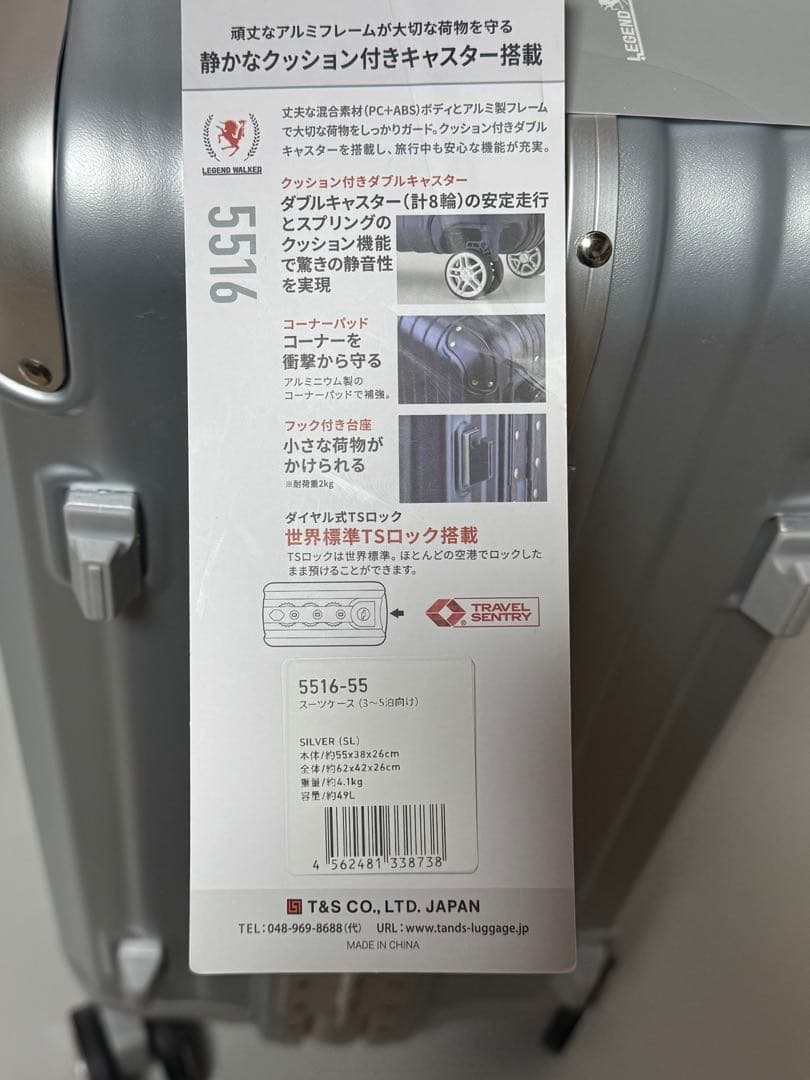 頑丈なアルミフレームが大切な荷物を守る
静かなクッション付きキャスター搭載
LEGEND
LEGEND WALKER
丈夫な混合素材(PC+ABS)ボディとアルミ製フレーム
で大切な荷物をしっかりガード。クッション付きダブル
キャスターを搭載し、旅行中も安心な機能が充実。
5516
クッション付きダブルキャスター
ダブルキャスター(計8輪)の安定走行
とスプリングの
クッション機能
で驚きの静音性
を実現
コーナーパッド
コーナーを
衝撃から守る
アルミニウム製の
コーナーパッドで補強。
フック付き台座
小さな荷物が
かけられる
※耐荷重2kg
ダイヤル式TSロック
世界標準TSロック搭載
TSロックは世界標準。ほとんどの空港でロックした
まま預けることができます。
TRAVEL
SENTRY
®
5516-55
スーツケース(3〜5泊向け)
SILVER (SL)
本体/約55x38x26cm
全体/約62x42x26cm
重量/約4.1kg
容量/約49L
4 562481 338738
T&S CO., LTD. JAPAN
TEL:048-969-8688(代) URL:www.tands-luggage.jp
MADE IN CHINA